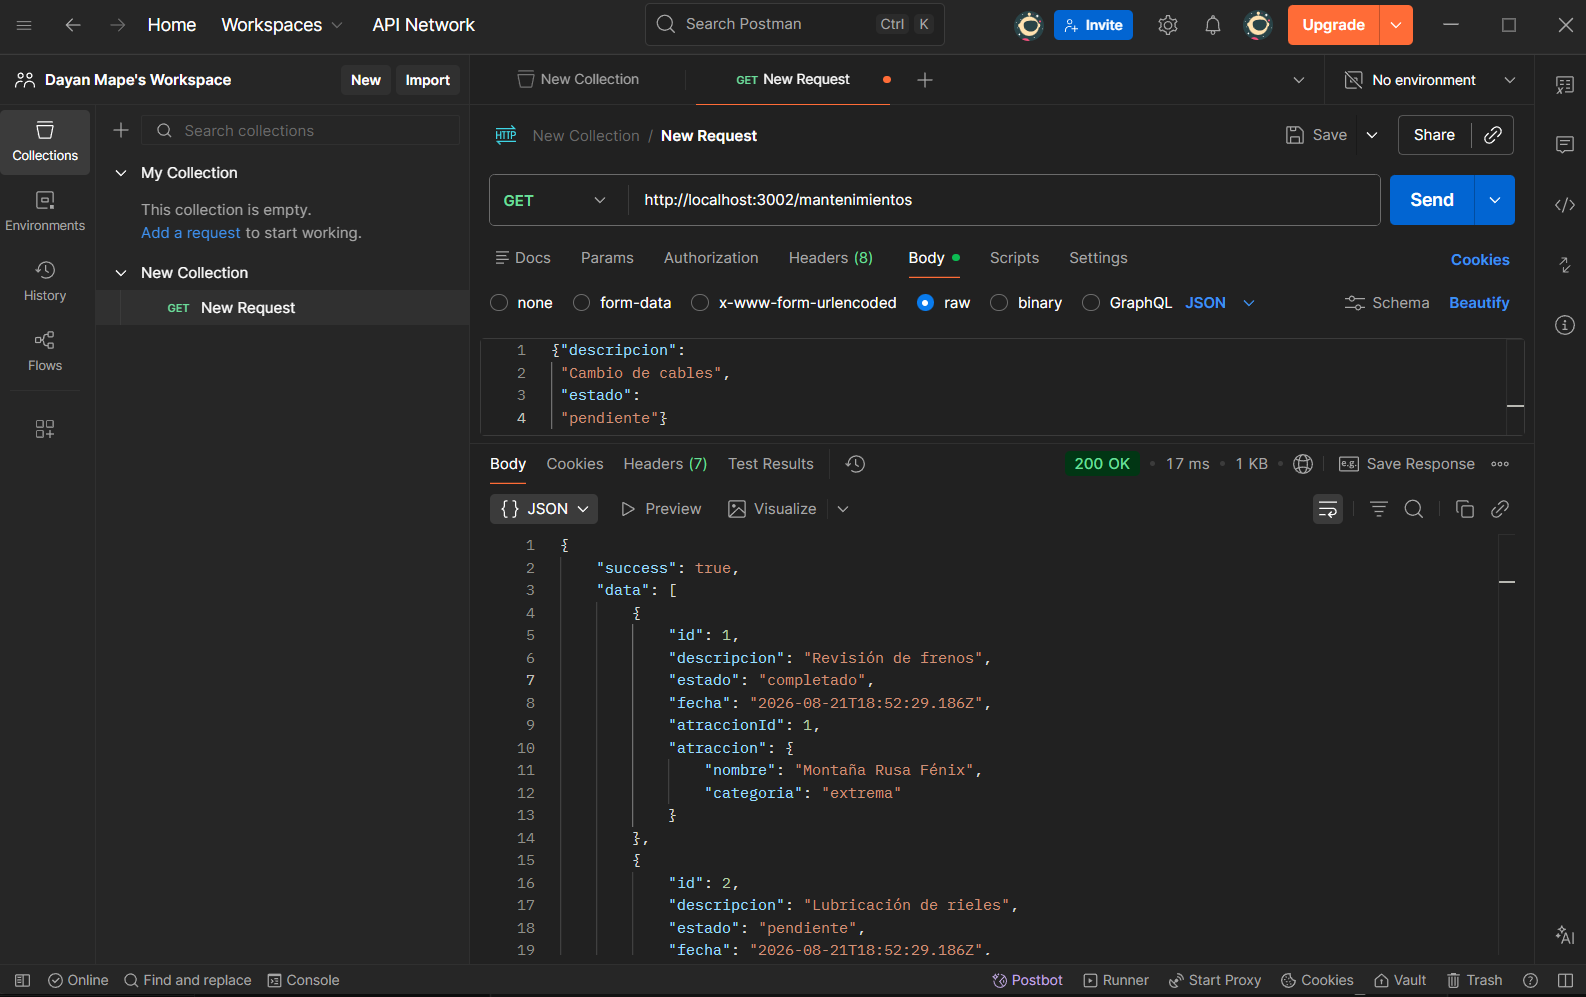 Home Workspaces API Network Search Postman Ctrl K Invite Upgrade
Dayan Mape's Workspace New Import New Collection GET New Request No environment
Collections
Environments
History
Flows
Search collections
My Collection
This collection is empty.
Add a request to start working.
New Collection
GET New Request
HTTP New Collection / New Request Save Share
GET http://localhost:3002/mantenimientos Send
Docs Params Authorization Headers (8) Body Scripts Settings Cookies
none form-data x-www-form-urlencoded raw binary GraphQL JSON Schema Beautify
1 {"descripcion":
2 "Cambio de cables",
3 "estado":
4 "pendiente"}
Body Cookies Headers (7) Test Results 200 OK • 17 ms • 1 KB • e.g. Save Response
{} JSON Preview Visualize
1 {
2 "success": true,
3 "data": [
4 {
5 "id": 1,
6 "descripcion": "Revisión de frenos",
7 "estado": "completado",
8 "fecha": "2026-08-21T18:52:29.186Z",
9 "atraccionId": 1,
10 "atraccion": {
11 "nombre": "Montaña Rusa Fénix",
12 "categoria": "extrema"
13 }
14 },
15 {
16 "id": 2,
17 "descripcion": "Lubricación de rieles",
18 "estado": "pendiente",
19 "fecha": "2026-08-21T18:52:29.186Z",
AI
Online Find and replace Console Postbot Runner Start Proxy Cookies Vault Trash